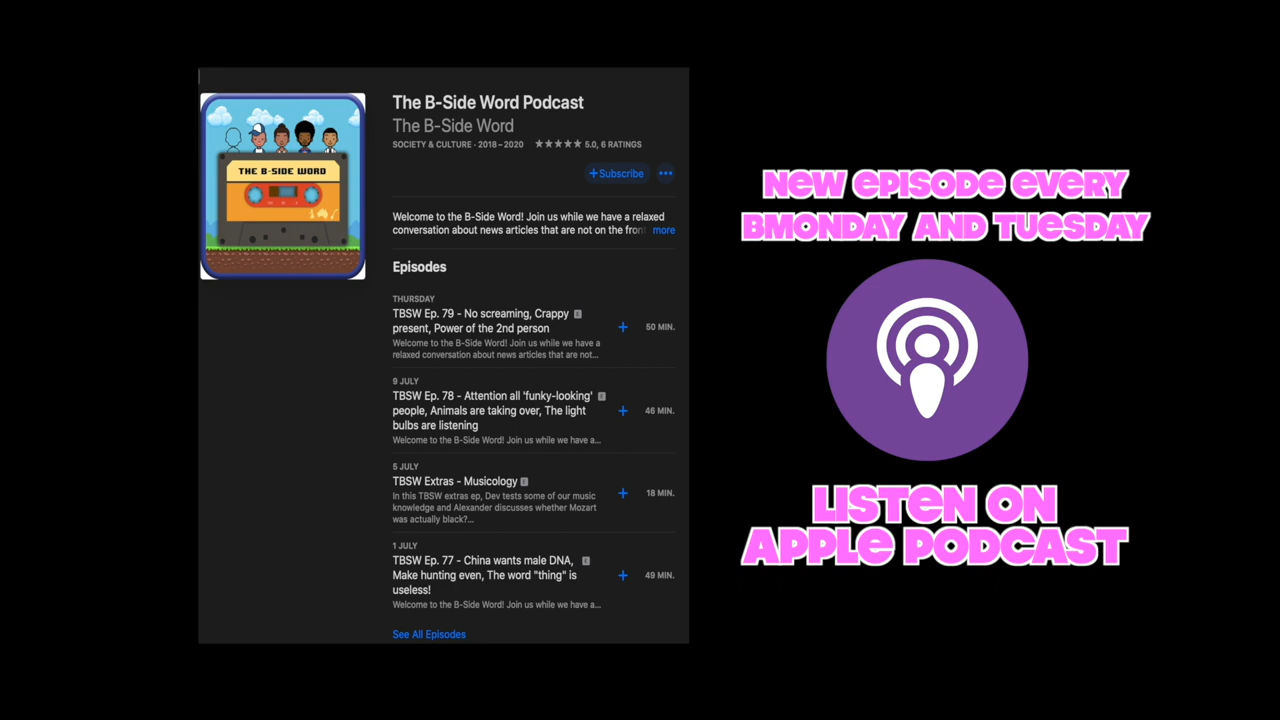 The B-Side Word Podcast
The B-Side Word
SOCIETY & CULTURE · 2018–2020 ★★★★★ 5.0, 6 RATINGS
+Subscribe
THE B-SIDE WORD
Welcome to the B-Side Word! Join us while we have a relaxed
conversation about news articles that are not on the fron more
Episodes
THURSDAY
TBSW Ep. 79 - No screaming, Crappy E
present, Power of the 2nd person
50 MIN.
Welcome to the B-Side Word! Join us while we have a
relaxed conversation about news articles that are not...
9 JULY
TBSW Ep. 78 - Attention all 'funky-looking' E
people, Animals are taking over, The light
bulbs are listening
46 MIN.
Welcome to the B-Side Word! Join us while we have a...
5 JULY
TBSW Extras - Musicology E
18 MIN.
In this TBSW extras ep, Dev tests some of our music
knowledge and Alexander discusses whether Mozart
was actually black?...
1 JULY
TBSW Ep. 77 - China wants male DNA, E
Make hunting even, The word "thing" is
useless!
49 MIN.
Welcome to the B-Side Word! Join us while we have a...
See All Episodes
NEW EPISODE EVERY
BMONDAY AND TUESDAY
LISTEN ON
APPLE PODCAST